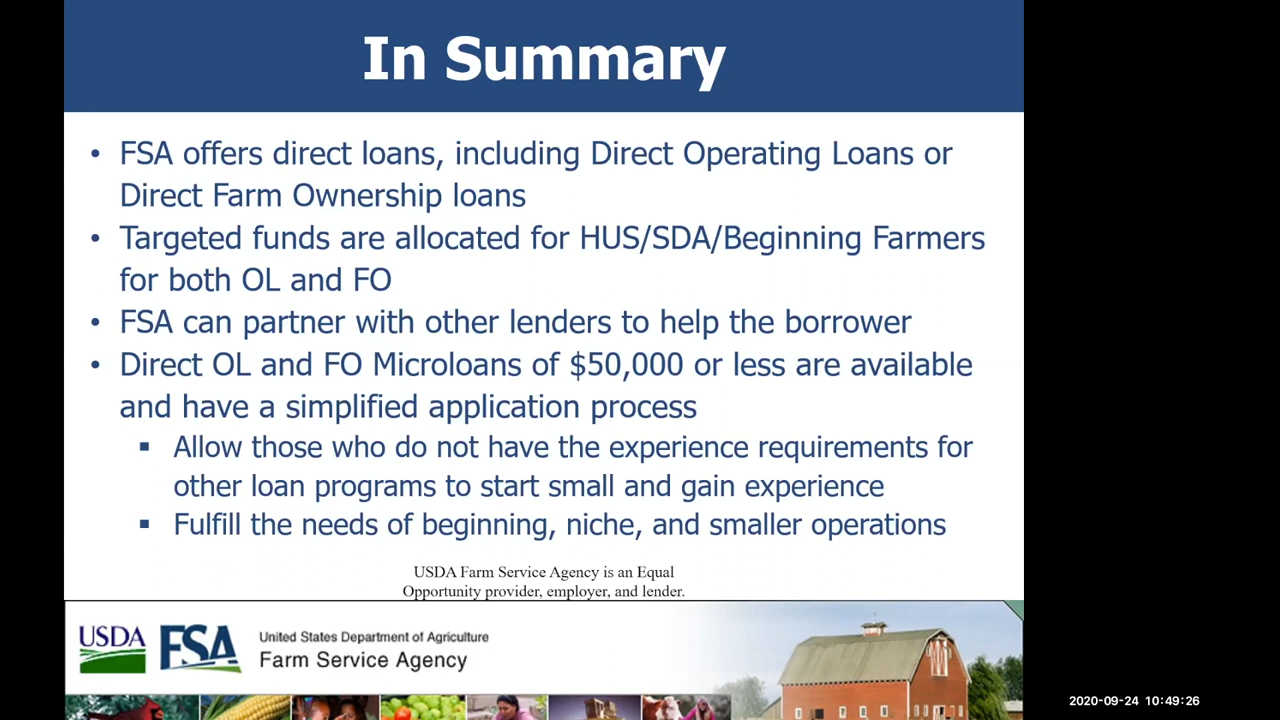 In Summary
• FSA offers direct loans, including Direct Operating Loans or
Direct Farm Ownership loans
• Targeted funds are allocated for HUS/SDA/Beginning Farmers
for both OL and FO
• FSA can partner with other lenders to help the borrower
• Direct OL and FO Microloans of $50,000 or less are available
and have a simplified application process
▪ Allow those who do not have the experience requirements for
other loan programs to start small and gain experience
▪ Fulfill the needs of beginning, niche, and smaller operations
USDA Farm Service Agency is an Equal
Opportunity provider, employer, and lender.
USDA FSA
United States Department of Agriculture
Farm Service Agency
2020-09-24 10:49:26